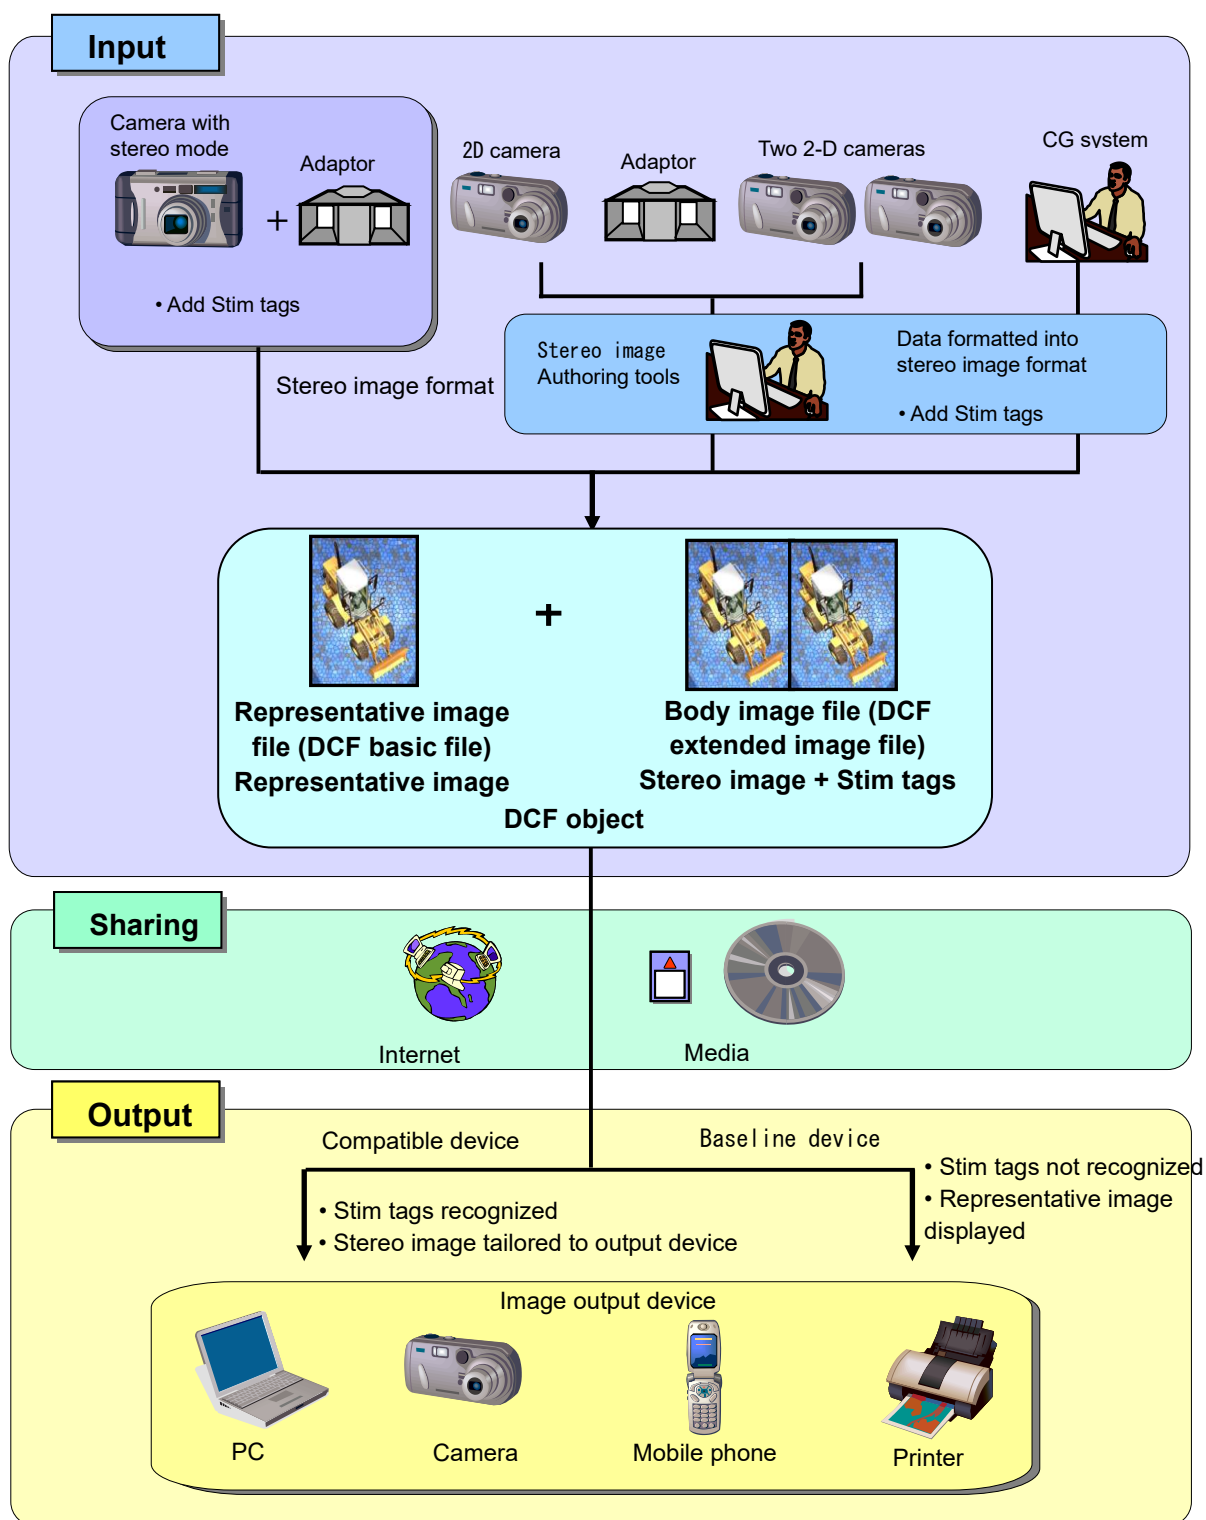 Input
Camera with
stereo mode
+
Adaptor
• Add Stim tags
2D camera
Adaptor
Two 2-D cameras
CG system
Stereo image format
Stereo image
Authoring tools
Data formatted into
stereo image format
• Add Stim tags
+
Representative image
file (DCF basic file)
Representative image
Body image file (DCF
extended image file)
Stereo image + Stim tags
DCF object
Sharing
Internet
Media
Output
Compatible device
Baseline device
• Stim tags recognized
• Stereo image tailored to output device
• Stim tags not recognized
• Representative image
displayed
Image output device
PC
Camera
Mobile phone
Printer